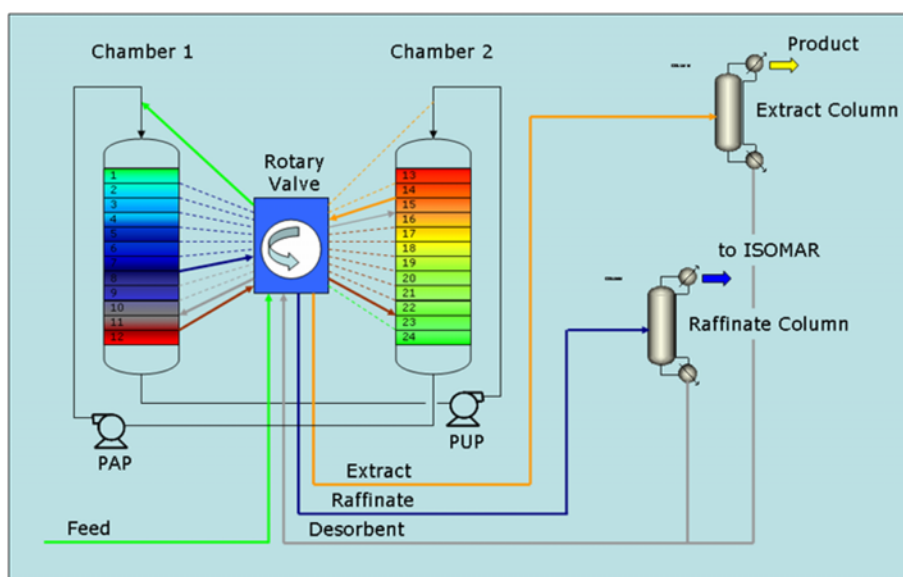 Chamber 1
Chamber 2
Product
Extract Column
Rotary
Valve
1
2
3
4
5
6
7
8
9
10
11
12
13
14
15
16
17
18
19
20
21
22
23
24
to ISOMAR
Raffinate Column
PAP
PUP
Extract
Raffinate
Desorbent
Feed